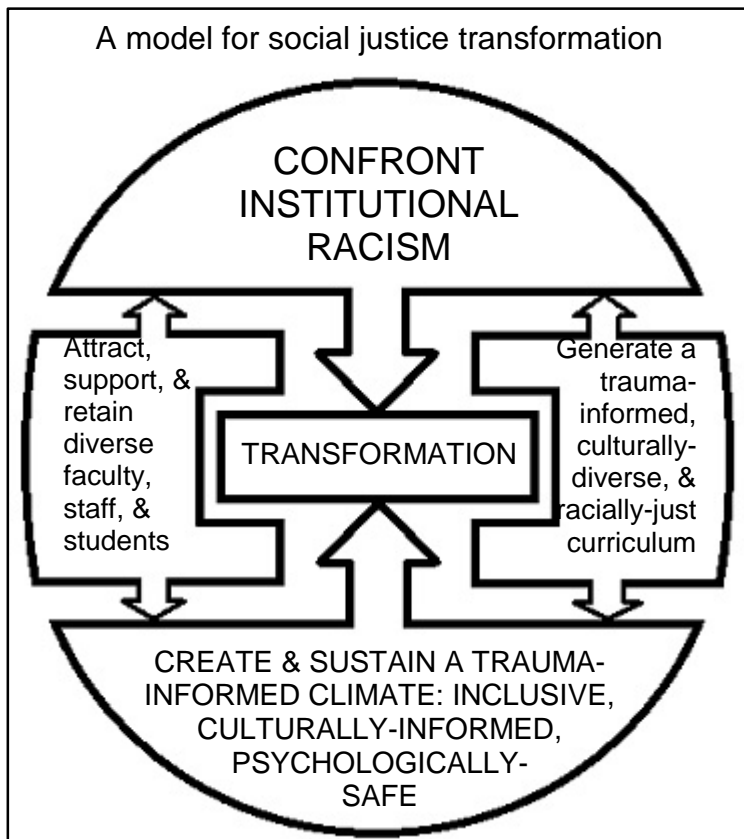 A model for social justice transformation
CONFRONT
INSTITUTIONAL
RACISM
Attract,
support, &
retain
diverse
faculty,
staff, &
students
TRANSFORMATION
Generate a
trauma-
informed,
culturally-
diverse, &
racially-just
curriculum
CREATE & SUSTAIN A TRAUMA-
INFORMED CLIMATE: INCLUSIVE,
CULTURALLY-INFORMED,
PSYCHOLOGICALLY-
SAFE